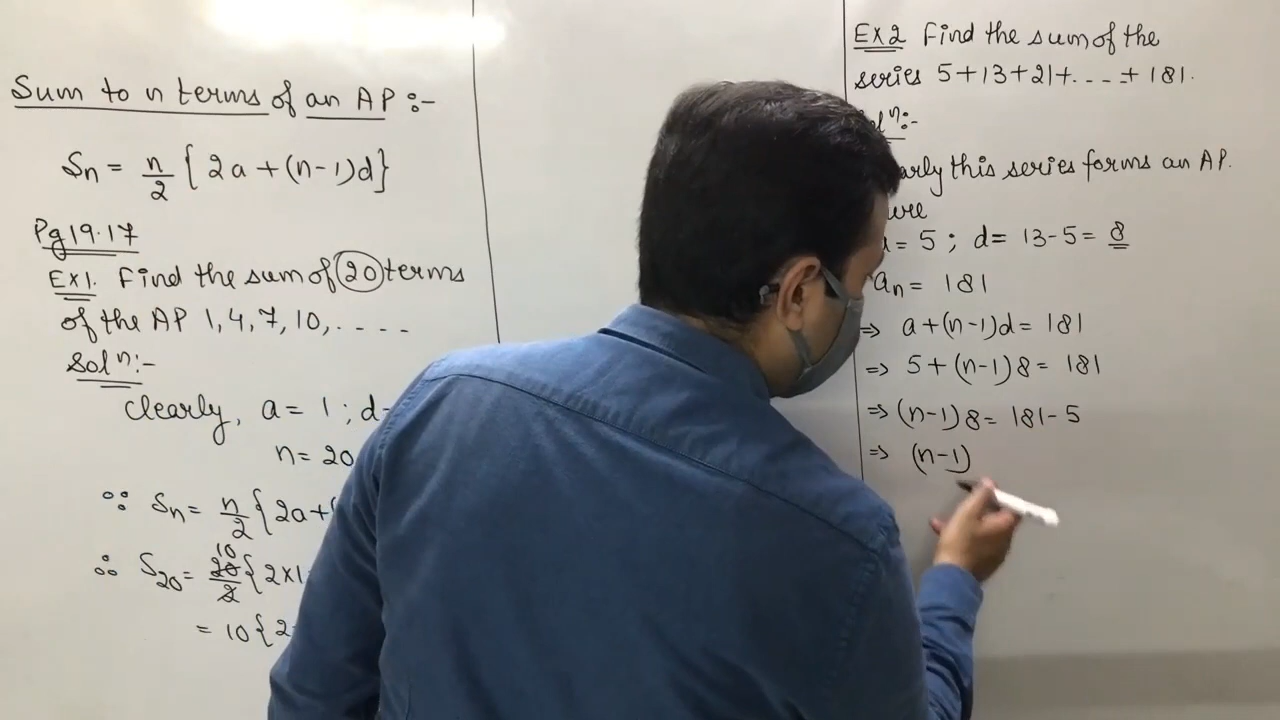 Sum to n terms of an AP :-
Sn = n/2 { 2a + (n-1)d}
Pg 19.17
Ex1. Find the sum of 20 terms
of the AP 1, 4, 7, 10, . . . .
Solⁿ:-
Clearly, a = 1 ; d
n = 20
∵ Sn = n/2 {2a+
∴ S20 = 20/2 10 {2×1
= 10{2
Ex2 Find the sum of the
series 5+13+21+. . . .+ 181.
this series forms an AP.
= 5 ; d = 13-5 = 8
an = 181
⇒ a+(n-1)d = 181
⇒ 5+(n-1)8 = 181
⇒ (n-1)8 = 181-5
⇒ (n-1)